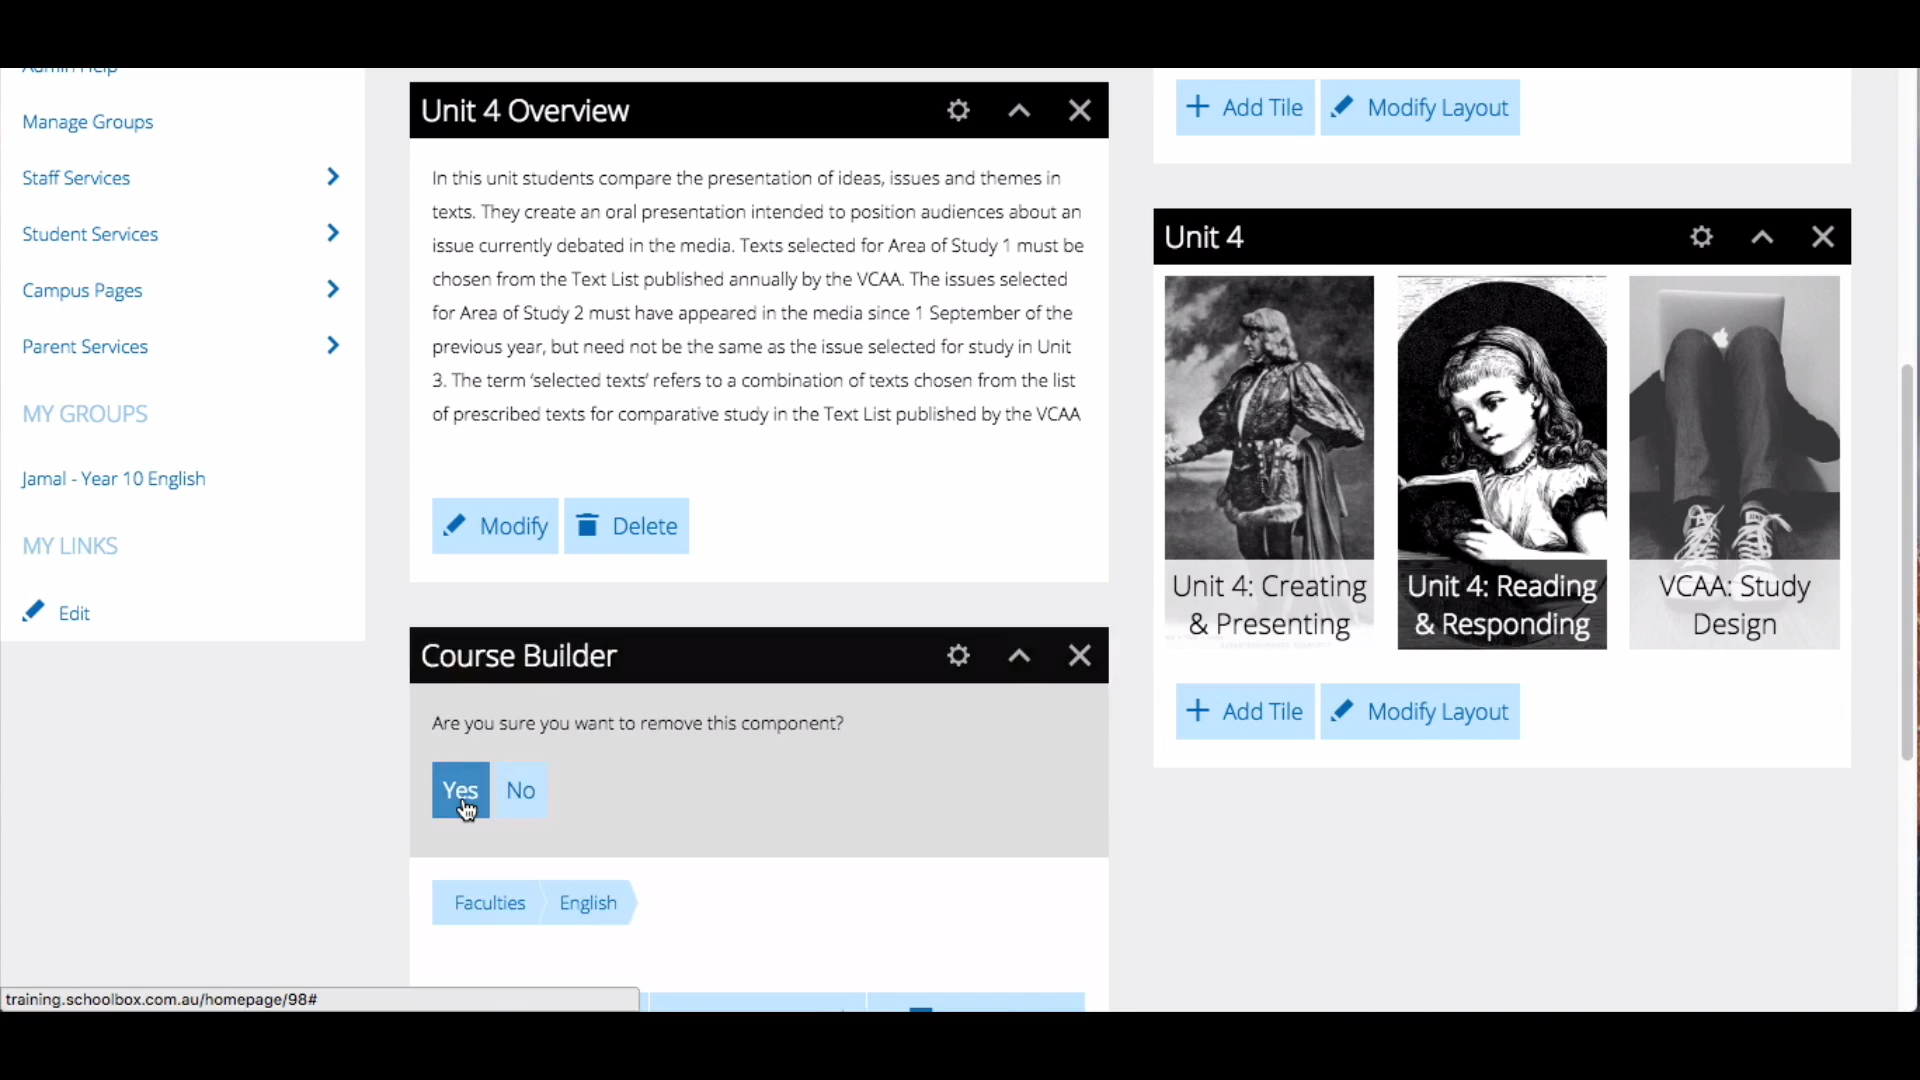 Admin Help
Manage Groups
Staff Services
Student Services
Campus Pages
Parent Services
MY GROUPS
Jamal - Year 10 English
MY LINKS
Edit
Unit 4 Overview
In this unit students compare the presentation of ideas, issues and themes in
texts. They create an oral presentation intended to position audiences about an
issue currently debated in the media. Texts selected for Area of Study 1 must be
chosen from the Text List published annually by the VCAA. The issues selected
for Area of Study 2 must have appeared in the media since 1 September of the
previous year, but need not be the same as the issue selected for study in Unit
3. The term ‘selected texts’ refers to a combination of texts chosen from the list
of prescribed texts for comparative study in the Text List published by the VCAA
Modify Delete
Course Builder
Are you sure you want to remove this component?
Yes No
Faculties English
Add Tile Modify Layout
Unit 4
Unit 4: Creating
& Presenting
Unit 4: Reading
& Responding
VCAA: Study
Design
Add Tile Modify Layout
training.schoolbox.com.au/homepage/98#